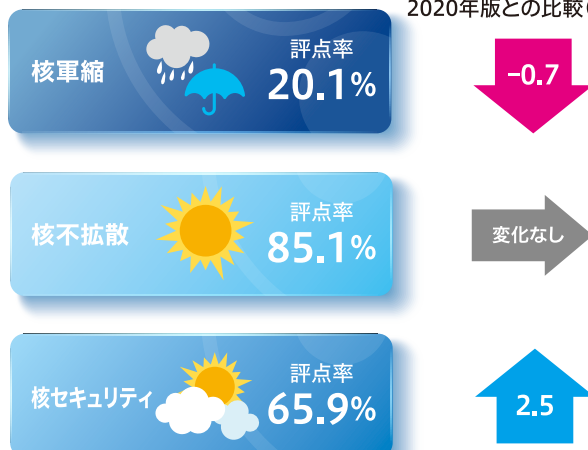 2020年版との比較
核軍縮
評点率
20.1%
-0.7
核不拡散
評点率
85.1%
変化なし
核セキュリティ
評点率
65.9%
2.5